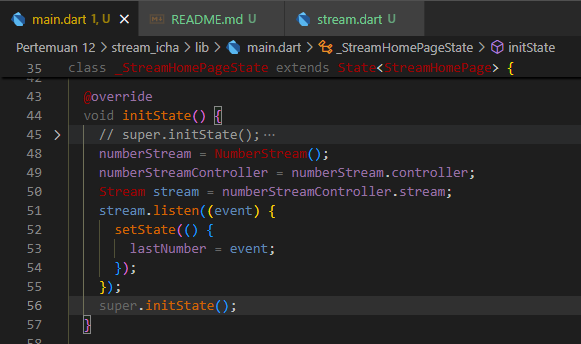 main.dart 1, U
README.md U
stream.dart
Pertemuan 12 > stream_icha > lib > main.dart > _StreamHomePageState > initState
35 class _StreamHomePageState extends State<StreamHomePage> {
43 @override
44 void initState() {
45 // super.initState(); ...
48 numberStream = NumberStream();
49 numberStreamController = numberStream.controller;
50 Stream stream = numberStreamController.stream;
51 stream.listen((event) {
52 setState(() {
53 lastNumber = event;
54 });
55 });
56 super.initState();
57 }